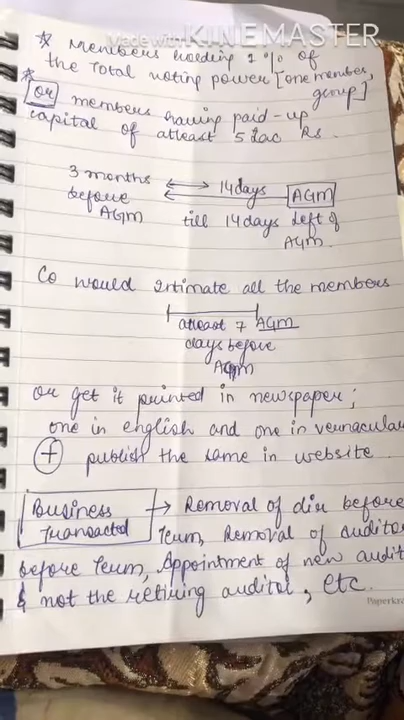 Made with KINEMASTER
* Members holding 1% of
the Total voting power [one member,
group]
* or members having paid-up
capital of atleast 5 Lac Rs.
3 months before AGM ↔ 14 days AGM
till 14 days left of
AGM.
Co would intimate all the members
atleast 7 AGM
days before
AGM
or get it printed in newspaper;
one in english and one in vernacular
+ publish the same in website
Business Transacted → Removal of dir before
Term, Removal of auditor
before Term, Appointment of new audit
& not the retiring auditor, etc.
Paperkra